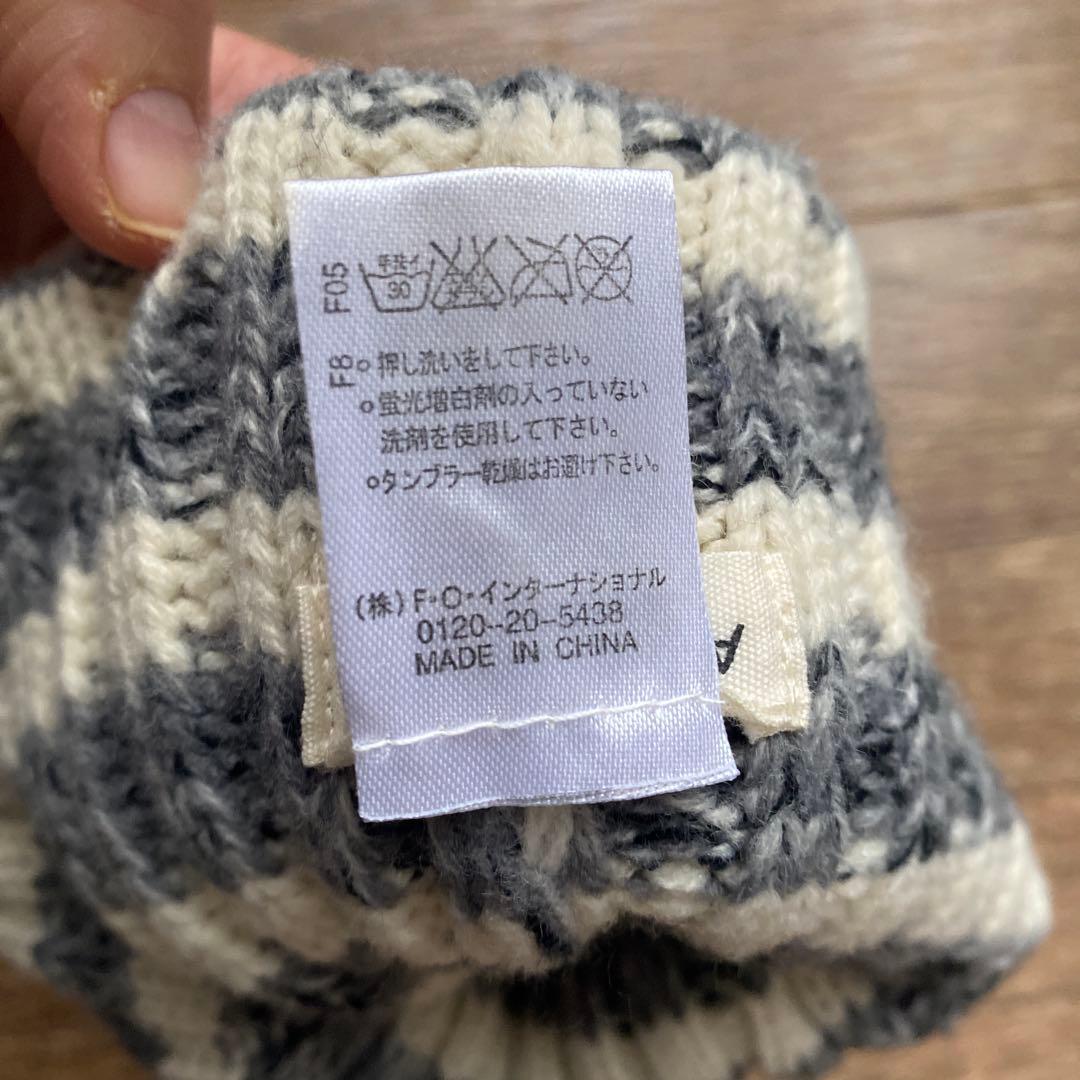 F05
手洗イ
30
F8
○押し洗いをして下さい。
○蛍光増白剤の入っていない
洗剤を使用して下さい。
○タンブラー乾燥はお避け下さい。
(株)F・O・インターナショナル
0120--20-5438
MADE IN CHINA
A